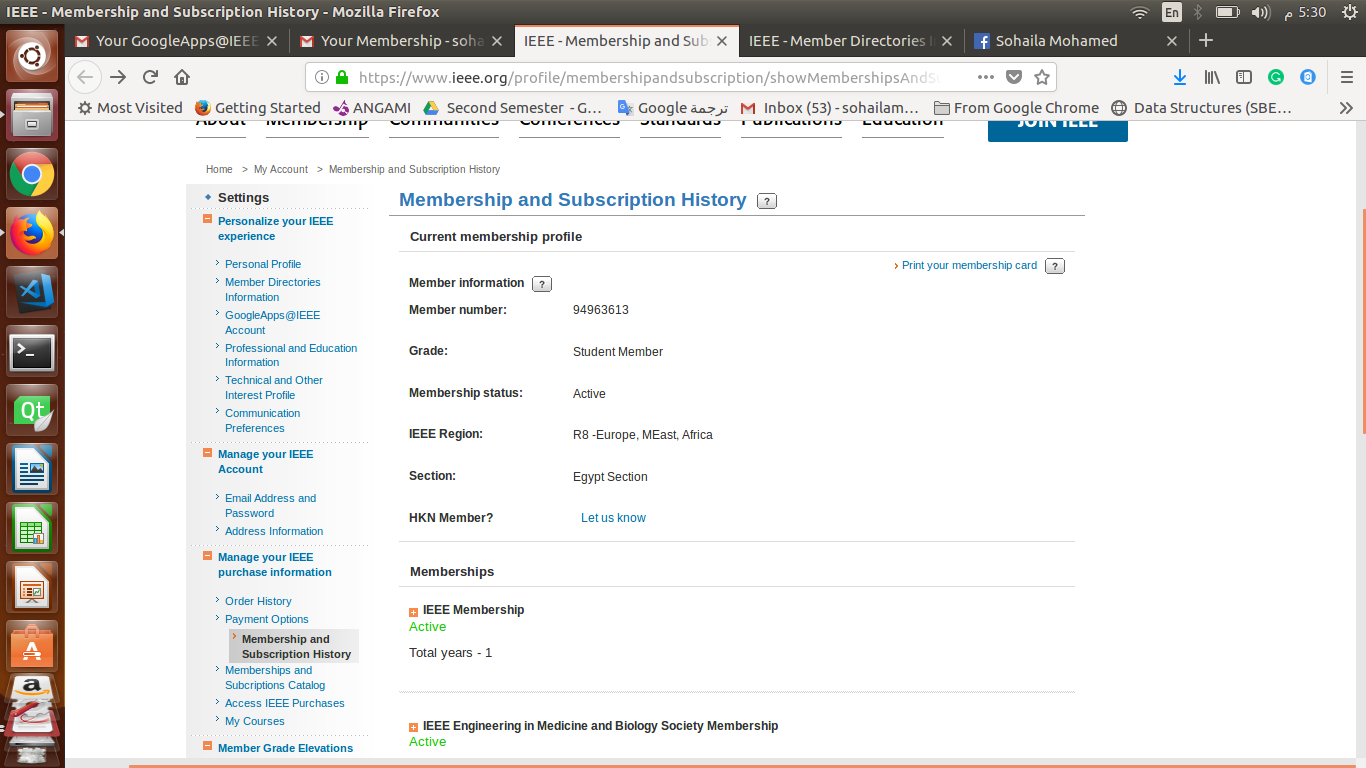 IEEE - Membership and Subscription History - Mozilla Firefox
En
5:30 م
Your GoogleApps@IEEE
Your Membership - soha
IEEE - Membership and Sub
IEEE - Member Directories I
Sohaila Mohamed
https://www.ieee.org/profile/membershipandsubscription/showMembershipsAndSu
Most Visited
Getting Started
ANGAMI
Second Semester - G…
Google ترجمة
Inbox (53) - sohailam…
From Google Chrome
Data Structures (SBE…
About
Membership
Communities
Conferences
Standards
Publications
Education
JOIN IEEE
Home > My Account > Membership and Subscription History
Settings
Personalize your IEEE
experience
Personal Profile
Member Directories
Information
GoogleApps@IEEE
Account
Professional and Education
Information
Technical and Other
Interest Profile
Communication
Preferences
Manage your IEEE
Account
Email Address and
Password
Address Information
Manage your IEEE
purchase information
Order History
Payment Options
Membership and
Subscription History
Memberships and
Subcriptions Catalog
Access IEEE Purchases
My Courses
Member Grade Elevations
Membership and Subscription History ?
Current membership profile
› Print your membership card ?
Member information ?
Member number: 94963613
Grade: Student Member
Membership status: Active
IEEE Region: R8 -Europe, MEast, Africa
Section: Egypt Section
HKN Member? Let us know
Memberships
IEEE Membership
Active
Total years - 1
IEEE Engineering in Medicine and Biology Society Membership
Active